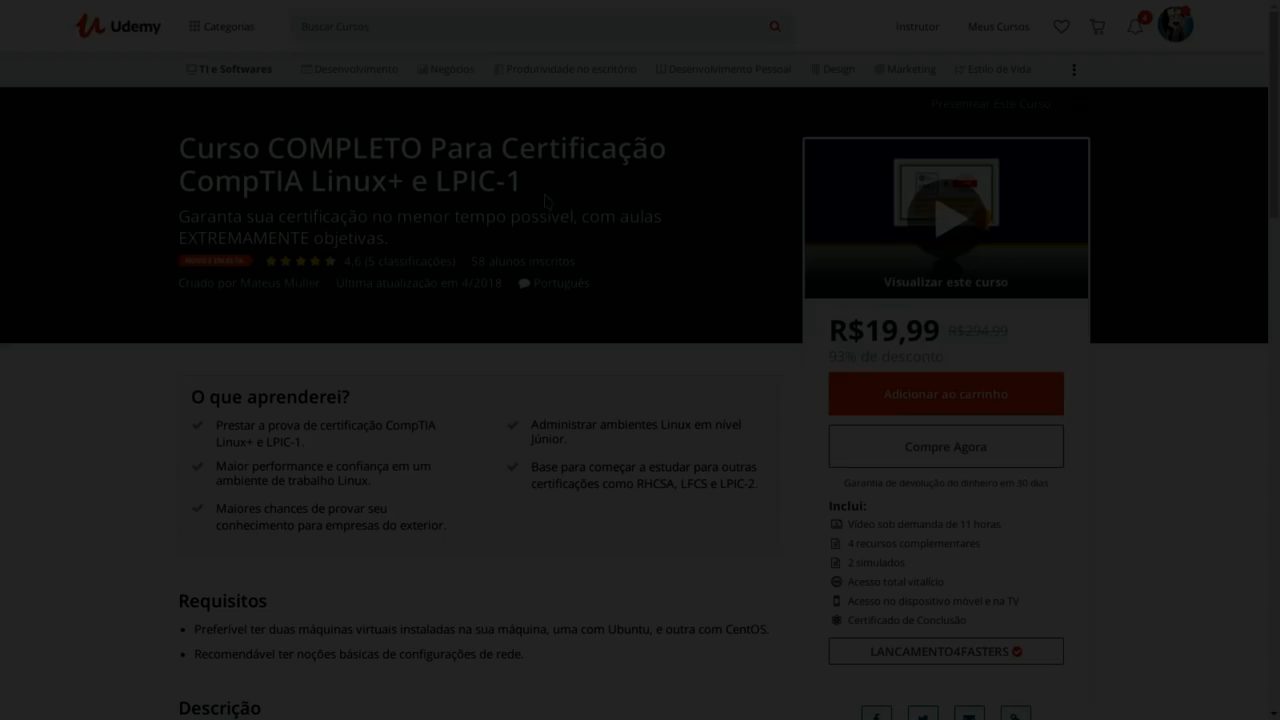 Udemy
Categorias
Buscar Cursos
Instrutor
Meus Cursos
4
TI e Softwares
Desenvolvimento
Negócios
Produtividade no escritório
Desenvolvimento Pessoal
Design
Marketing
Estilo de Vida
Presentear Este Curso
Curso COMPLETO Para Certificação
CompTIA Linux+ e LPIC-1
Garanta sua certificação no menor tempo possível, com aulas
EXTREMAMENTE objetivas.
4,6 (5 classificações)
58 alunos inscritos
Criado por Mateus Muller
Última atualização em 4/2018
Português
Visualizar este curso
R$19,99 R$294,99
93% de desconto
Adicionar ao carrinho
Compre Agora
Garantia de devolução do dinheiro em 30 dias
Inclui:
Vídeo sob demanda de 11 horas
4 recursos complementares
2 simulados
Acesso total vitalício
Acesso no dispositivo móvel e na TV
Certificado de Conclusão
LANCAMENTO4FASTERS
O que aprenderei?
Prestar a prova de certificação CompTIA
Linux+ e LPIC-1.
Maior performance e confiança em um
ambiente de trabalho Linux.
Maiores chances de provar seu
conhecimento para empresas do exterior.
Administrar ambientes Linux em nível
Júnior.
Base para começar a estudar para outras
certificações como RHCSA, LFCS e LPIC-2.
Requisitos
Preferível ter duas máquinas virtuais instaladas na sua máquina, uma com Ubuntu, e outra com CentOS.
Recomendável ter noções básicas de configurações de rede.
Descrição